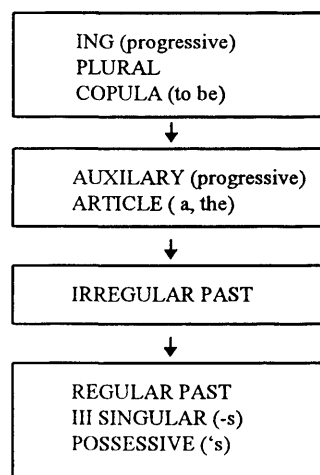 ING (progressive)
PLURAL
COPULA (to be)
AUXILARY (progressive)
ARTICLE ( a, the)
IRREGULAR PAST
REGULAR PAST
III SINGULAR (-s)
POSSESSIVE (‘s)